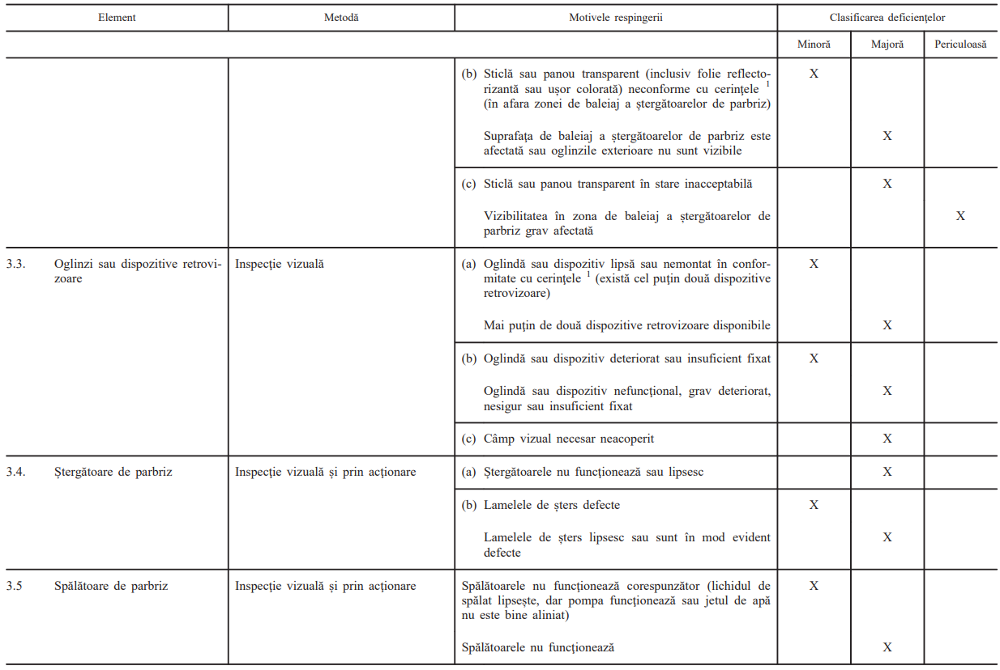 Element Metodă Motivele respingerii Clasificarea deficiențelor
Minoră Majoră Periculoasă
(b) Sticlă sau panou transparent (inclusiv folie reflecto- X
rizantă sau ușor colorată) neconforme cu cerințele 1
(în afara zonei de baleiaj a ștergătoarelor de parbriz)
Suprafața de baleiaj a ștergătoarelor de parbriz este X
afectată sau oglinzile exterioare nu sunt vizibile
(c) Sticlă sau panou transparent în stare inacceptabilă X
Vizibilitatea în zona de baleiaj a ștergătoarelor de X
parbriz grav afectată
3.3. Oglinzi sau dispozitive retrovi- Inspecție vizuală (a) Oglindă sau dispozitiv lipsă sau nemontat în confor- X
zoare mitate cu cerințele 1 (există cel puțin două dispozitive
retrovizoare)
Mai puțin de două dispozitive retrovizoare disponibile X
(b) Oglindă sau dispozitiv deteriorat sau insuficient fixat X
Oglindă sau dispozitiv nefuncțional, grav deteriorat, X
nesigur sau insuficient fixat
(c) Câmp vizual necesar neacoperit X
3.4. Ștergătoare de parbriz Inspecție vizuală și prin acționare (a) Ștergătoarele nu funcționează sau lipsesc X
(b) Lamelele de șters defecte X
Lamelele de șters lipsesc sau sunt în mod evident X
defecte
3.5 Spălătoare de parbriz Inspecție vizuală și prin acționare Spălătoarele nu funcționează corespunzător (lichidul de X
spălat lipsește, dar pompa funcționează sau jetul de apă
nu este bine aliniat)
Spălătoarele nu funcționează X